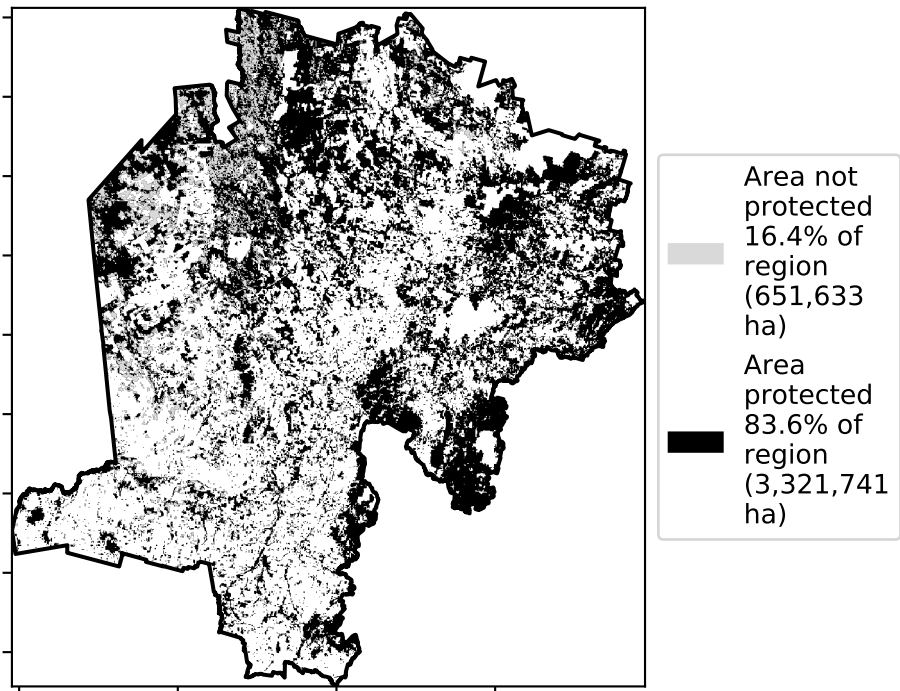 Area not
protected
16.4% of
region
(651,633
ha)
Area
protected
83.6% of
region
(3,321,741
ha)